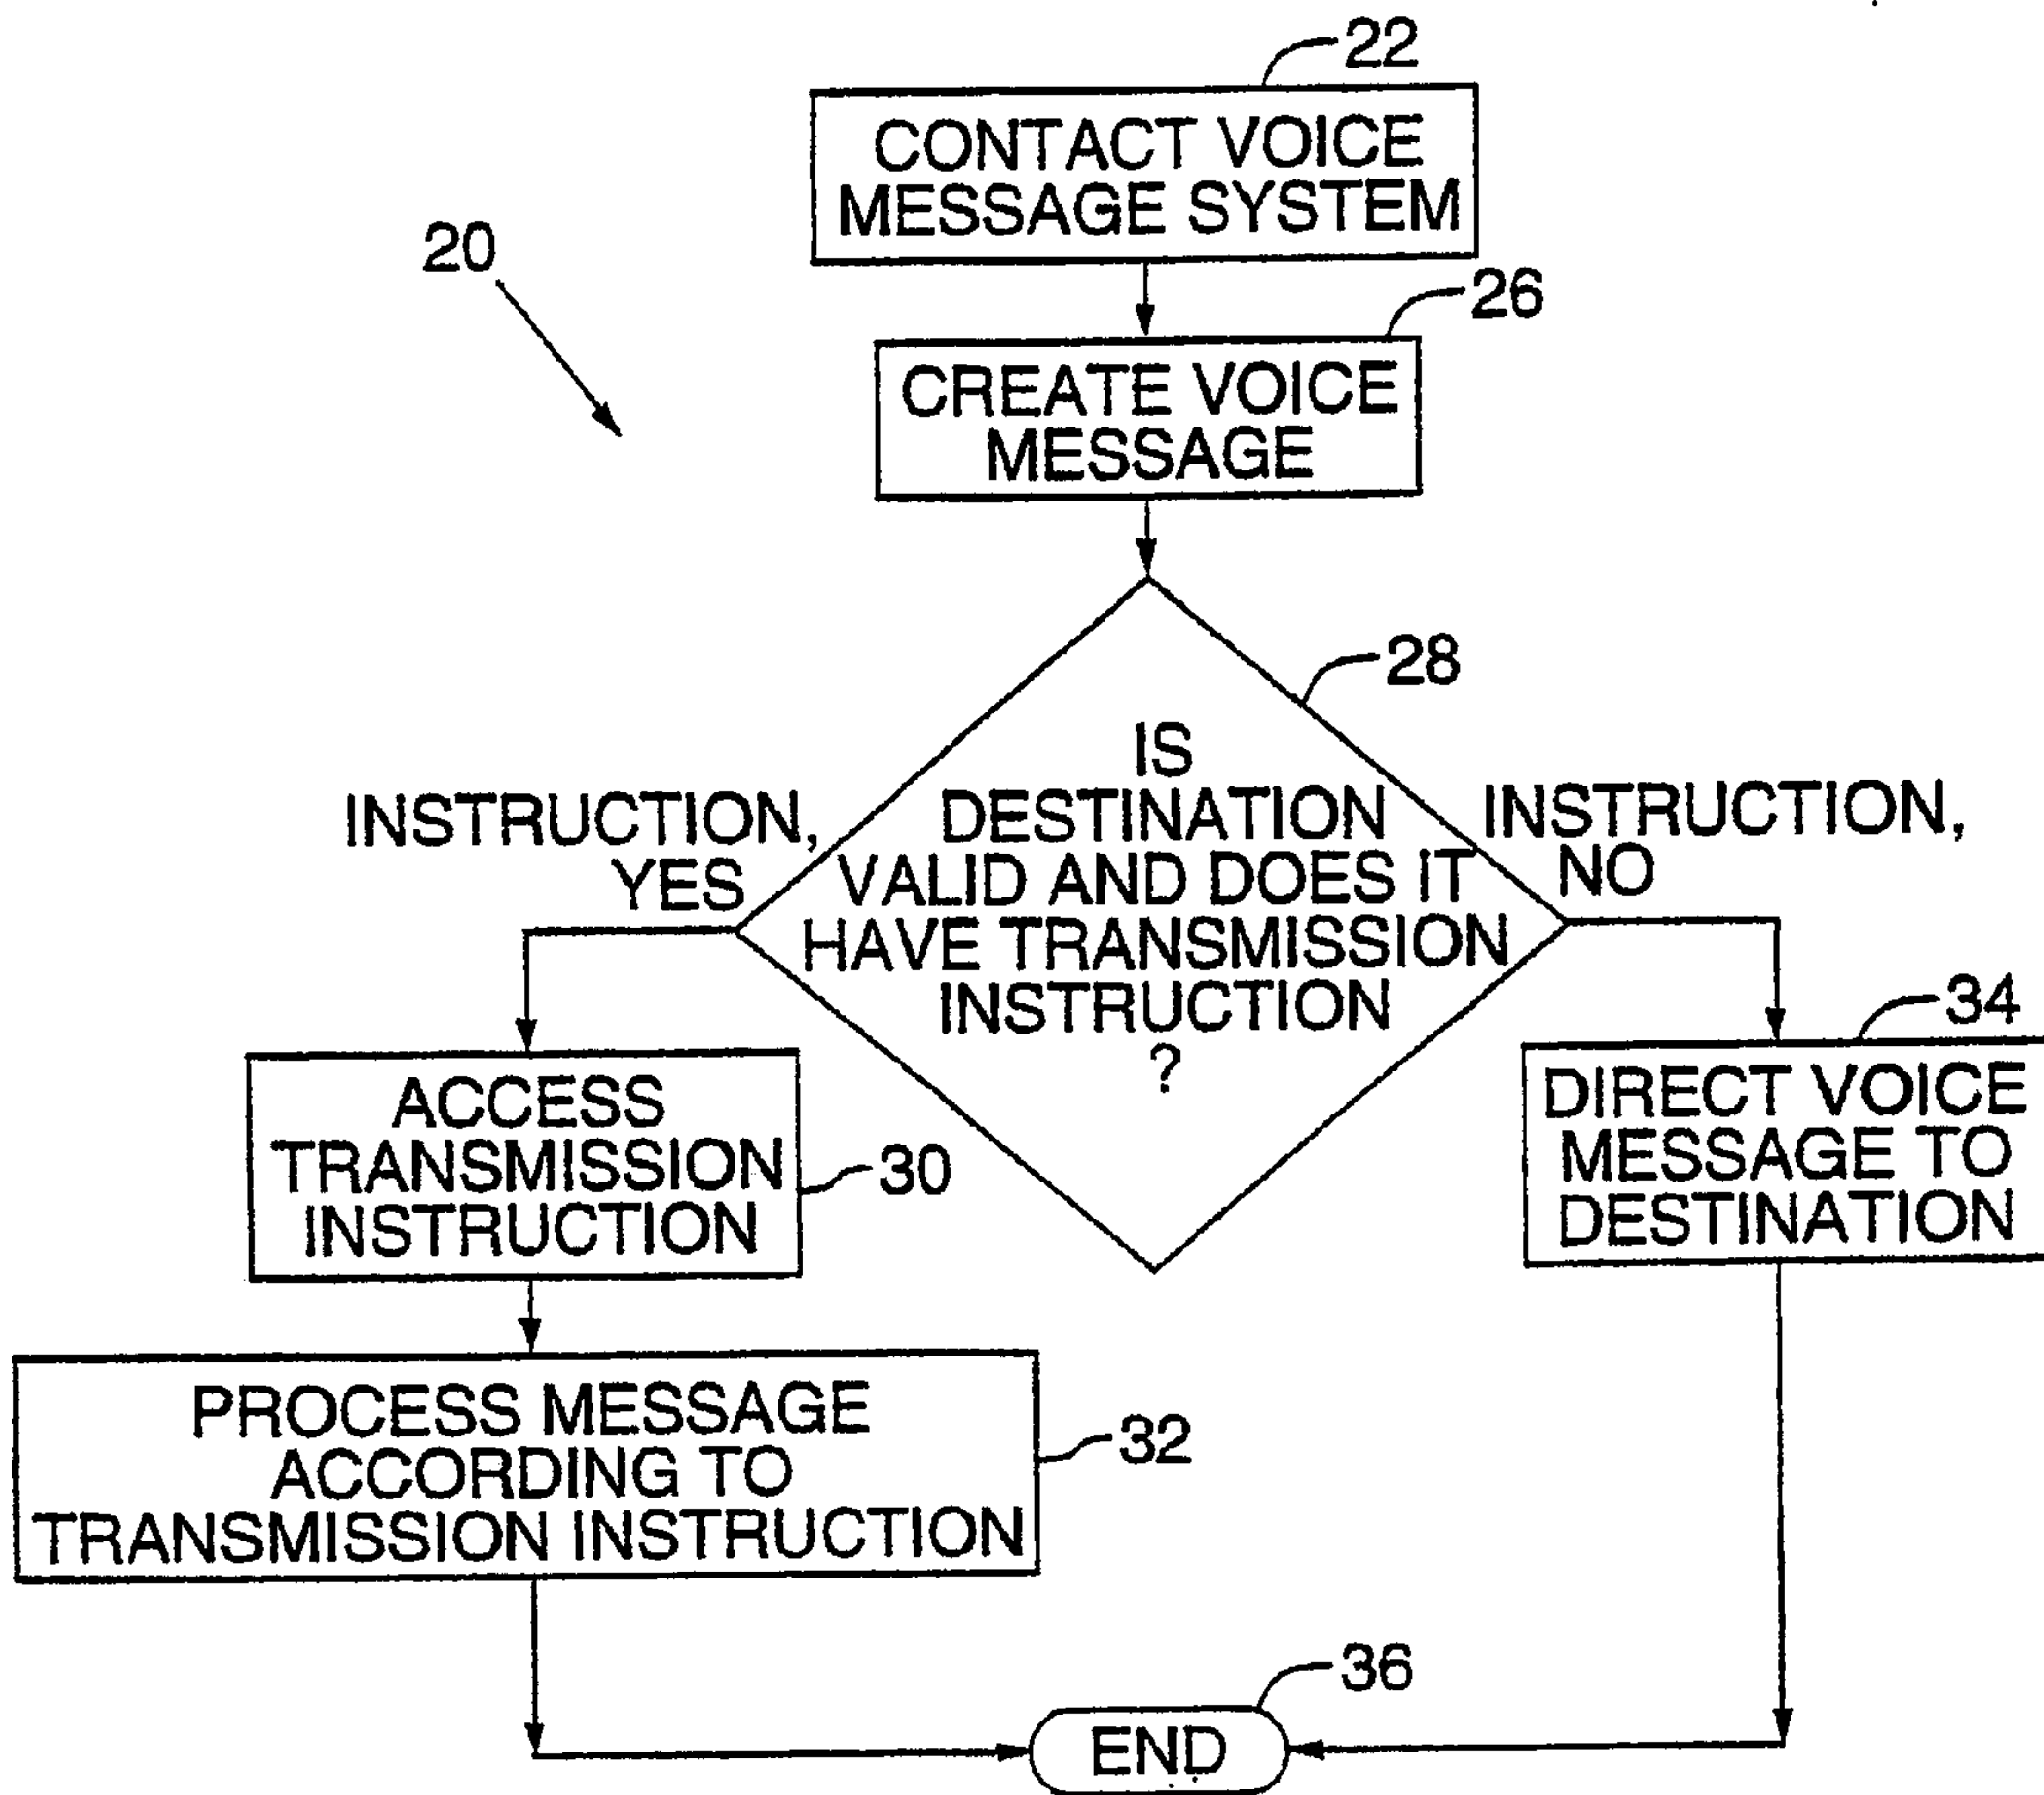 22
CONTACT VOICE
MESSAGE SYSTEM
20
26
CREATE VOICE
MESSAGE
28
IS
DESTINATION
VALID AND DOES IT
HAVE TRANSMISSION
INSTRUCTION
?
INSTRUCTION,
YES
INSTRUCTION,
NO
ACCESS
TRANSMISSION
INSTRUCTION
30
34
DIRECT VOICE
MESSAGE TO
DESTINATION
PROCESS MESSAGE
ACCORDING TO
TRANSMISSION INSTRUCTION
32
36
END